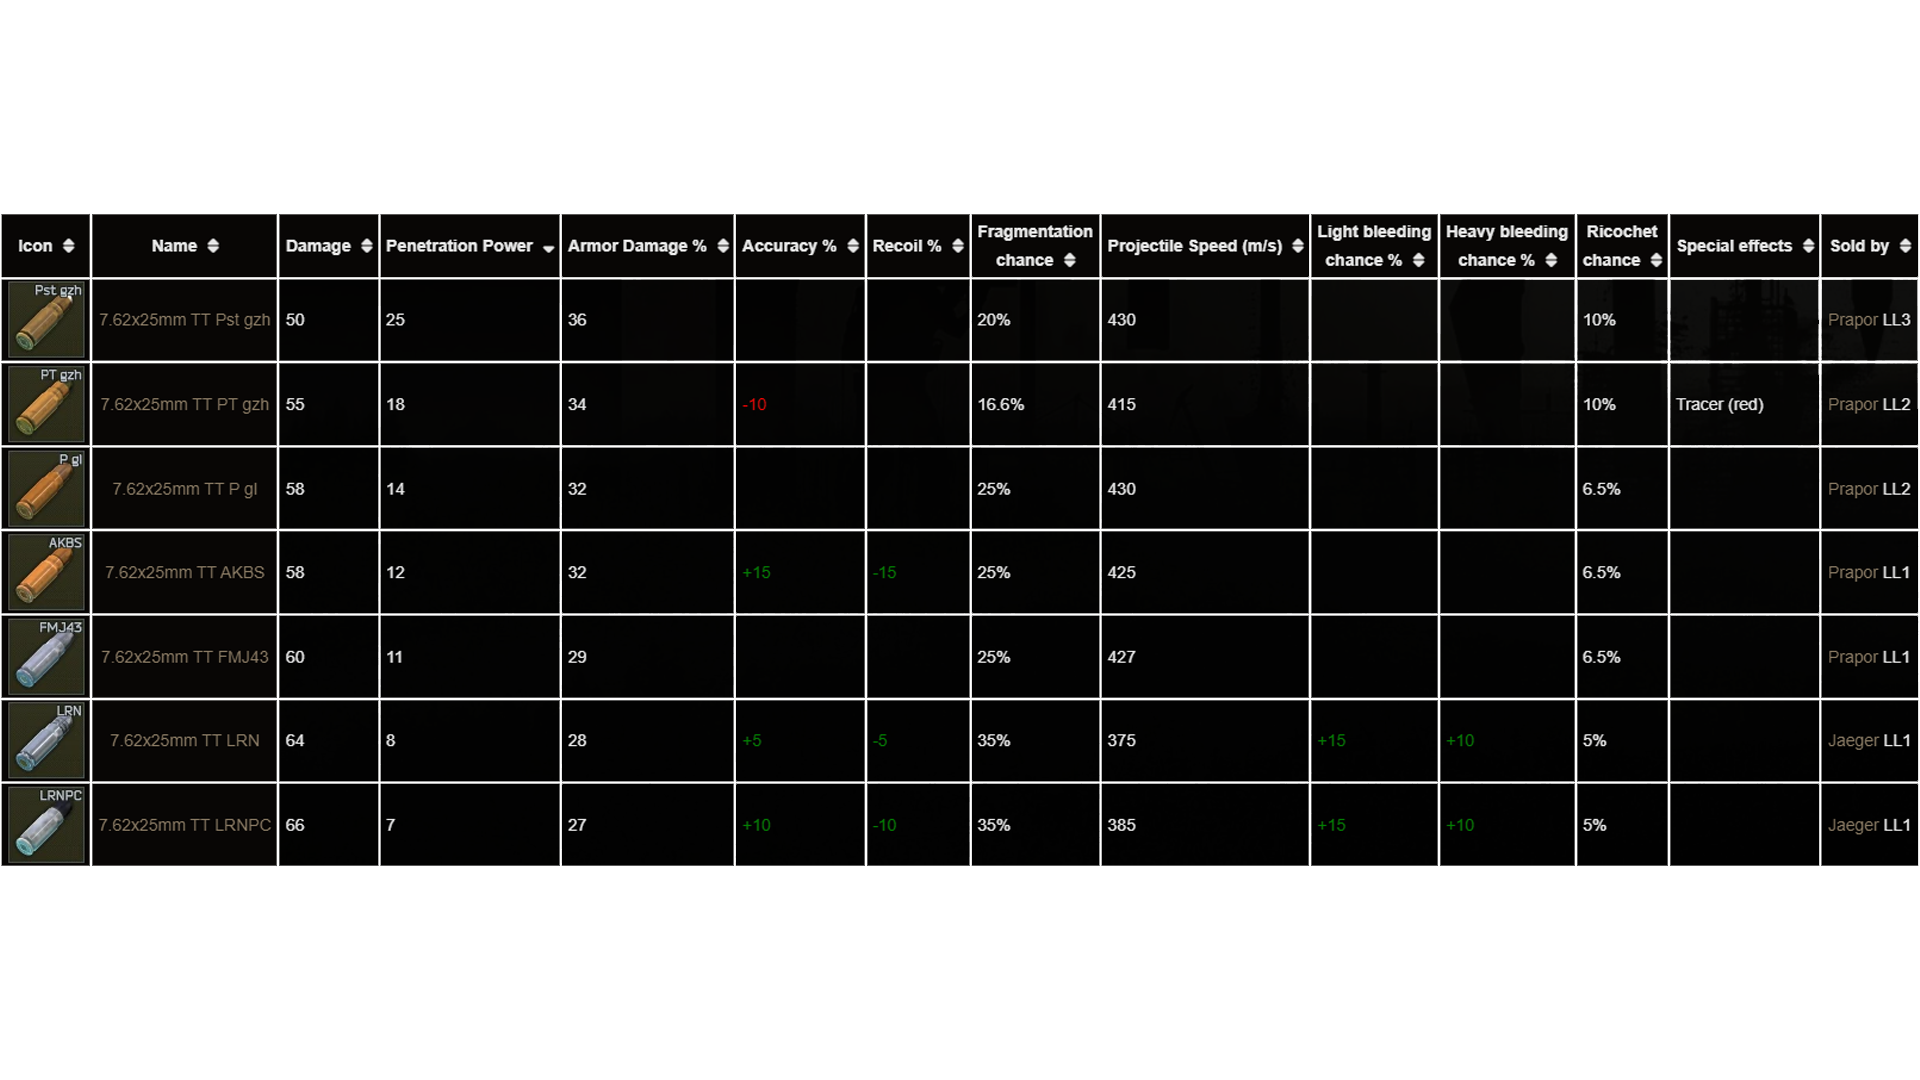 Icon Name Damage Penetration Power Armor Damage % Accuracy % Recoil % Fragmentation chance Projectile Speed (m/s) Light bleeding chance % Heavy bleeding chance % Ricochet chance Special effects Sold by
Pst gzh 7.62x25mm TT Pst gzh 50 25 36 20% 430 10% Prapor LL3
PT gzh 7.62x25mm TT PT gzh 55 18 34 -10 16.6% 415 10% Tracer (red) Prapor LL2
P gl 7.62x25mm TT P gl 58 14 32 25% 430 6.5% Prapor LL2
AKBS 7.62x25mm TT AKBS 58 12 32 +15 -15 25% 425 6.5% Prapor LL1
FMJ43 7.62x25mm TT FMJ43 60 11 29 25% 427 6.5% Prapor LL1
LRN 7.62x25mm TT LRN 64 8 28 +5 -5 35% 375 +15 +10 5% Jaeger LL1
LRNPC 7.62x25mm TT LRNPC 66 7 27 +10 -10 35% 385 +15 +10 5% Jaeger LL1